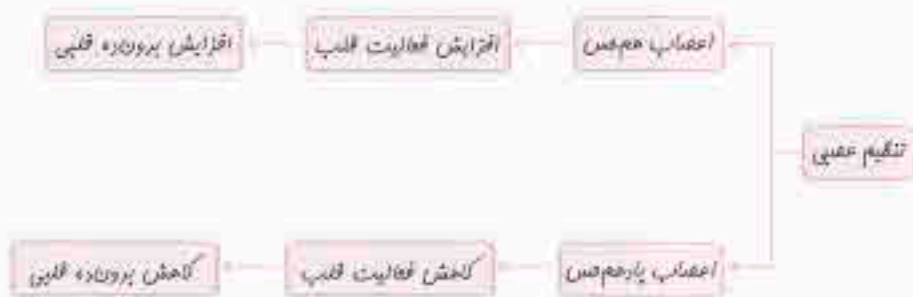 تنظیم عصبی
اعصاب هم‌حس
افزایش فعالیت قلب
افزایش برون‌ده قلبی
اعصاب پادهم‌حس
کاهش فعالیت قلب
کاهش برون‌ده قلبی